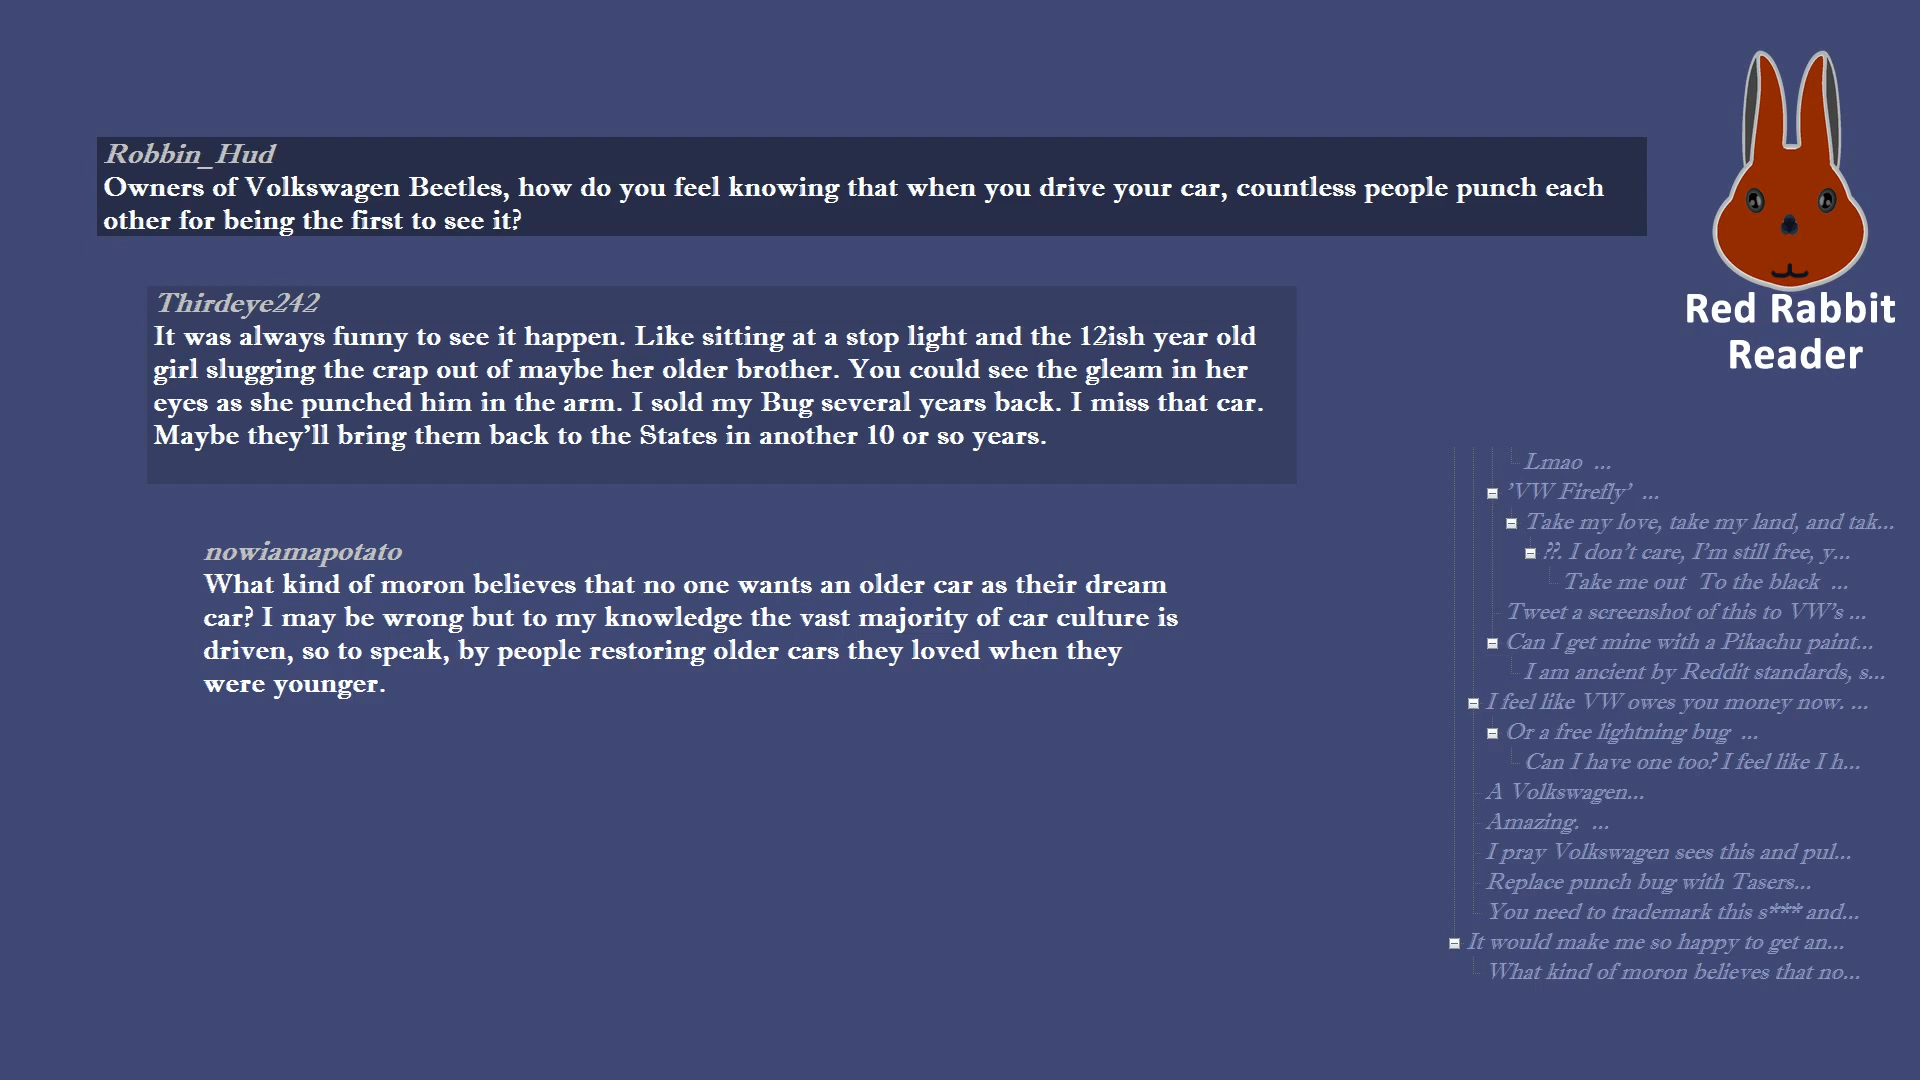 Robbin_Hud
Owners of Volkswagen Beetles, how do you feel knowing that when you drive your car, countless people punch each
other for being the first to see it?
Thirdeye242
It was always funny to see it happen. Like sitting at a stop light and the 12ish year old
girl slugging the crap out of maybe her older brother. You could see the gleam in her
eyes as she punched him in the arm. I sold my Bug several years back. I miss that car.
Maybe they'll bring them back to the States in another 10 or so years.
nowiamapotato
What kind of moron believes that no one wants an older car as their dream
car? I may be wrong but to my knowledge the vast majority of car culture is
driven, so to speak, by people restoring older cars they loved when they
were younger.
Red Rabbit
Reader
Lmao ...
'VW Firefly' ...
Take my love, take my land, and tak...
??. I don't care, I'm still free, y...
Take me out To the black ...
Tweet a screenshot of this to VW's ...
Can I get mine with a Pikachu paint...
I am ancient by Reddit standards, s...
I feel like VW owes you money now. ...
Or a free lightning bug ...
Can I have one too? I feel like I h...
A Volkswagen...
Amazing. ...
I pray Volkswagen sees this and pul...
Replace punch bug with Tasers...
You need to trademark this s*** and...
It would make me so happy to get an...
What kind of moron believes that no...